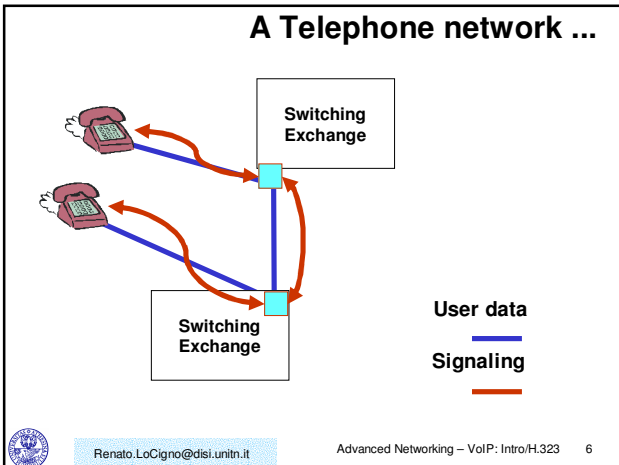 A Telephone network ...
Switching
Exchange
Switching
Exchange
User data
Signaling
Renato.LoCigno@disi.unitn.it
Advanced Networking – VoIP: Intro/H.323 6